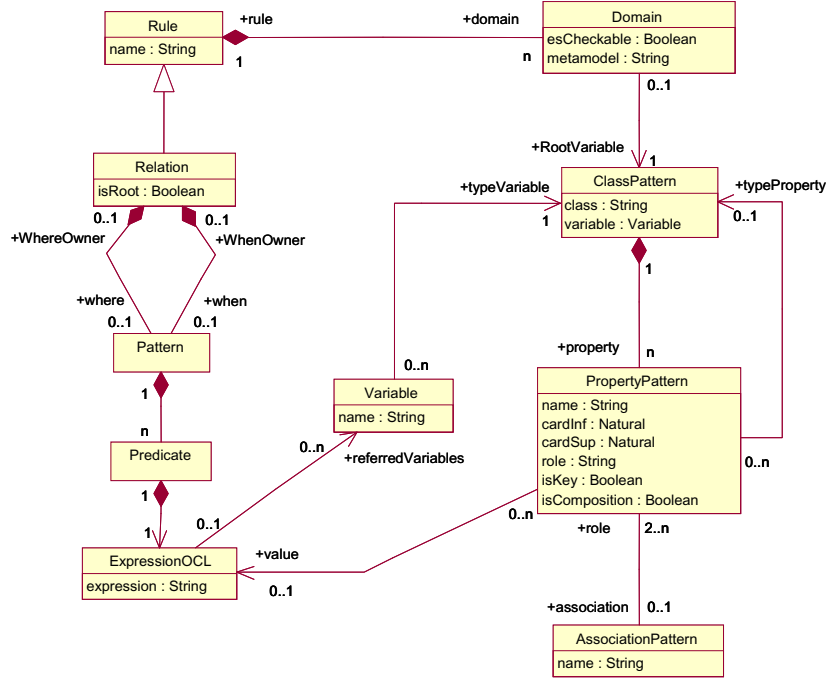 Rule
name : String
+rule
1
+domain
n
Domain
esCheckable : Boolean
metamodel : String
0..1
+RootVariable
1
Relation
isRoot : Boolean
0..1
0..1
+WhereOwner
+WhenOwner
+where
+when
0..1
0..1
+typeVariable
1
ClassPattern
class : String
variable : Variable
+typeProperty
0..1
1
+property
n
Pattern
1
n
Predicate
1
1
0..n
Variable
name : String
0..n
+referredVariables
0..1
PropertyPattern
name : String
cardInf : Natural
cardSup : Natural
role : String
isKey : Boolean
isComposition : Boolean
0..n
0..n
+role
2..n
ExpressionOCL
expression : String
+value
0..1
+association
0..1
AssociationPattern
name : String